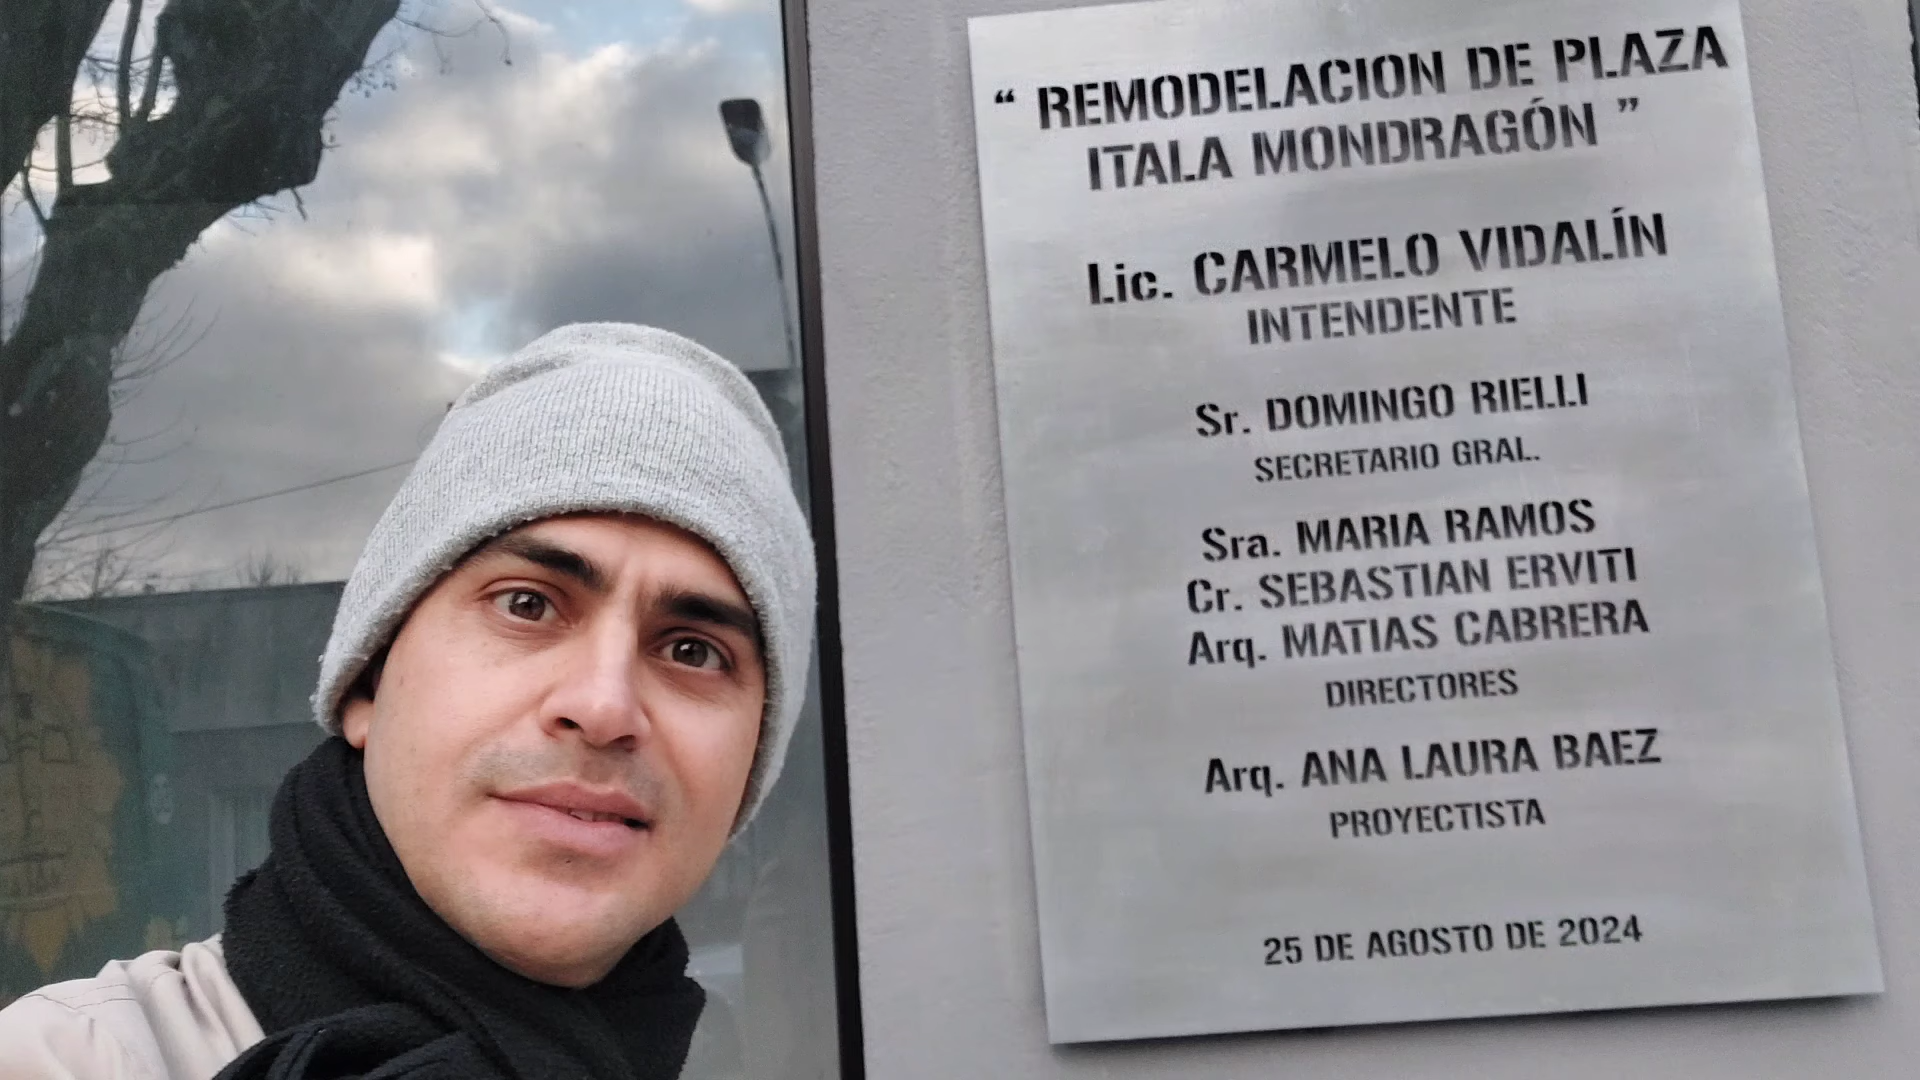 “ REMODELACION DE PLAZA
ITALA MONDRAGÓN ”
Lic. CARMELO VIDALÍN
INTENDENTE
Sr. DOMINGO RIELLI
SECRETARIO GRAL.
Sra. MARIA RAMOS
Cr. SEBASTIAN ERVITI
Arq. MATIAS CABRERA
DIRECTORES
Arq. ANA LAURA BAEZ
PROYECTISTA
25 DE AGOSTO DE 2024